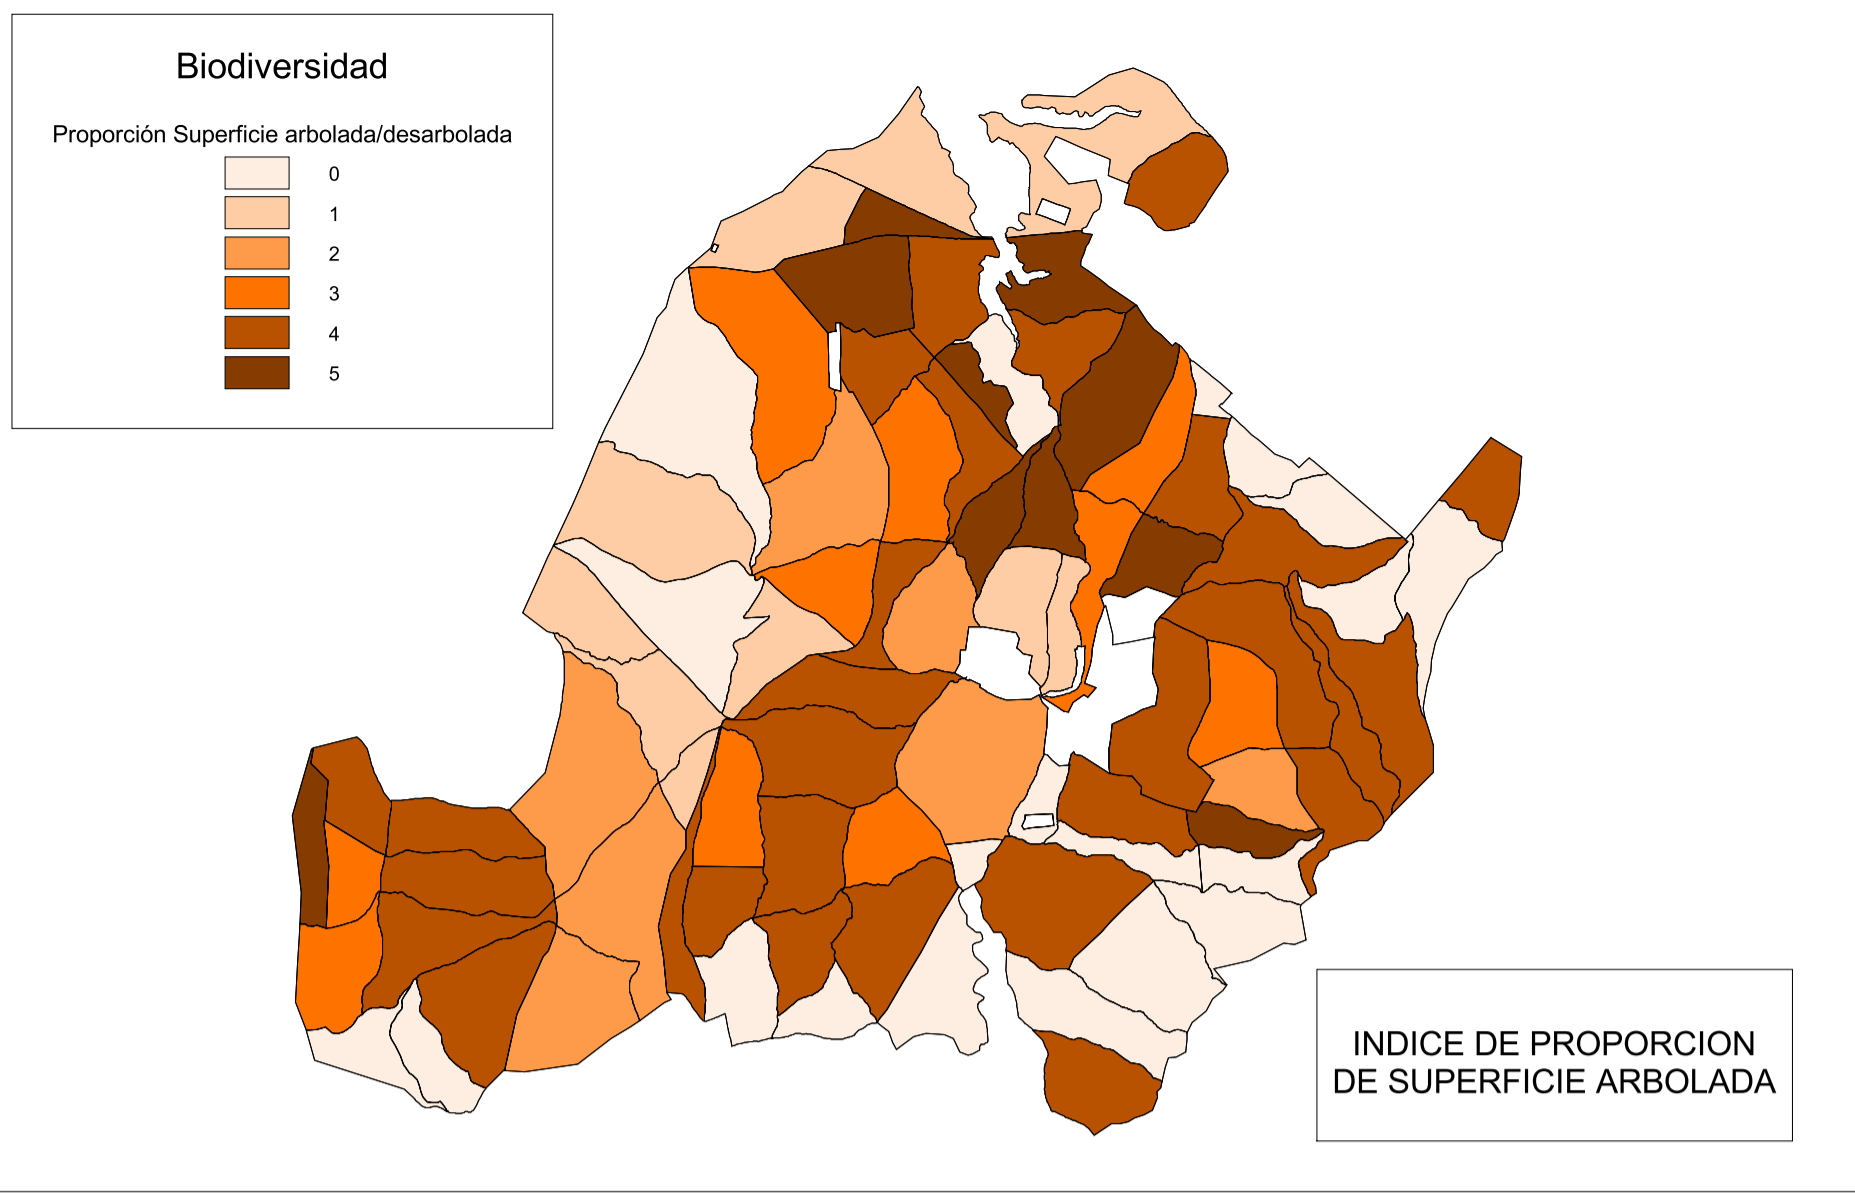 Biodiversidad
Proporción Superficie arbolada/desarbolada
0
1
2
3
4
5
INDICE DE PROPORCION
DE SUPERFICIE ARBOLADA